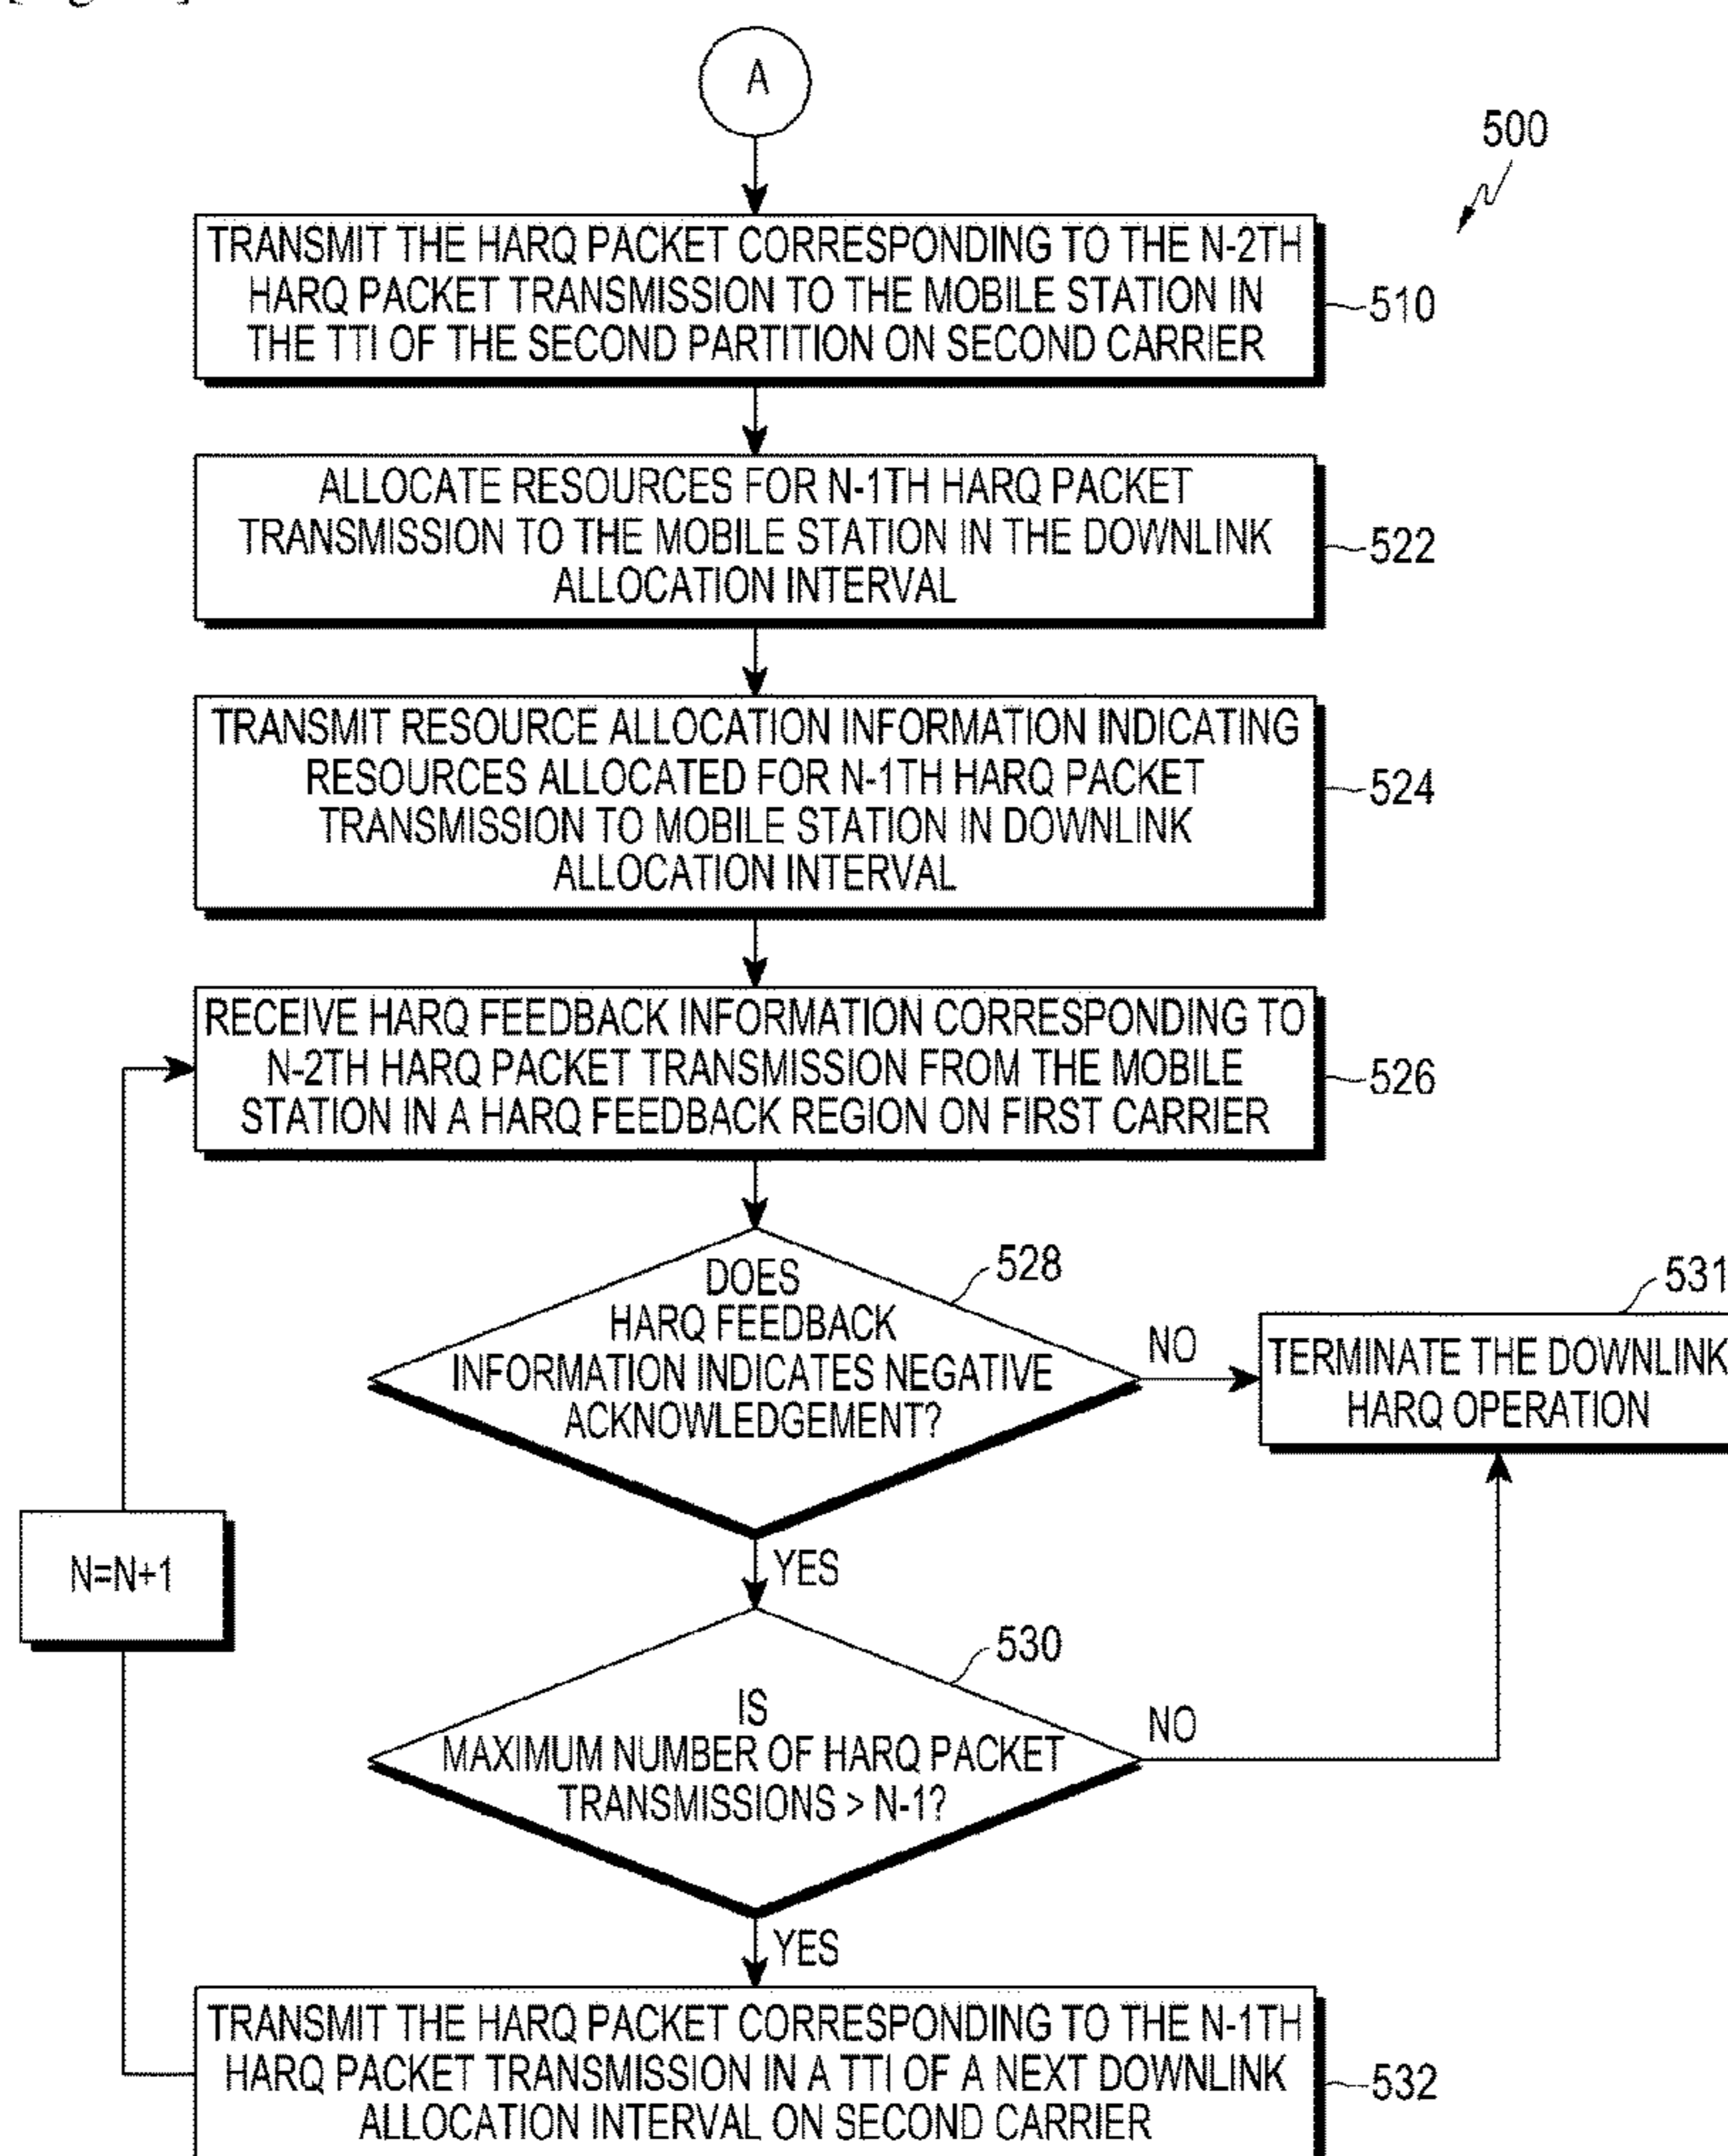 A
500
TRANSMIT THE HARQ PACKET CORRESPONDING TO THE N-2TH
HARQ PACKET TRANSMISSION TO THE MOBILE STATION IN
THE TTI OF THE SECOND PARTITION ON SECOND CARRIER
510
ALLOCATE RESOURCES FOR N-1TH HARQ PACKET
TRANSMISSION TO THE MOBILE STATION IN THE DOWNLINK
ALLOCATION INTERVAL
522
TRANSMIT RESOURCE ALLOCATION INFORMATION INDICATING
RESOURCES ALLOCATED FOR N-1TH HARQ PACKET
TRANSMISSION TO MOBILE STATION IN DOWNLINK
ALLOCATION INTERVAL
524
RECEIVE HARQ FEEDBACK INFORMATION CORRESPONDING TO
N-2TH HARQ PACKET TRANSMISSION FROM THE MOBILE
STATION IN A HARQ FEEDBACK REGION ON FIRST CARRIER
526
DOES
HARQ FEEDBACK
INFORMATION INDICATES NEGATIVE
ACKNOWLEDGEMENT?
528
NO
531
TERMINATE THE DOWNLINK
HARQ OPERATION
YES
N=N+1
IS
MAXIMUM NUMBER OF HARQ PACKET
TRANSMISSIONS > N-1?
530
NO
YES
TRANSMIT THE HARQ PACKET CORRESPONDING TO THE N-1TH
HARQ PACKET TRANSMISSION IN A TTI OF A NEXT DOWNLINK
ALLOCATION INTERVAL ON SECOND CARRIER
532